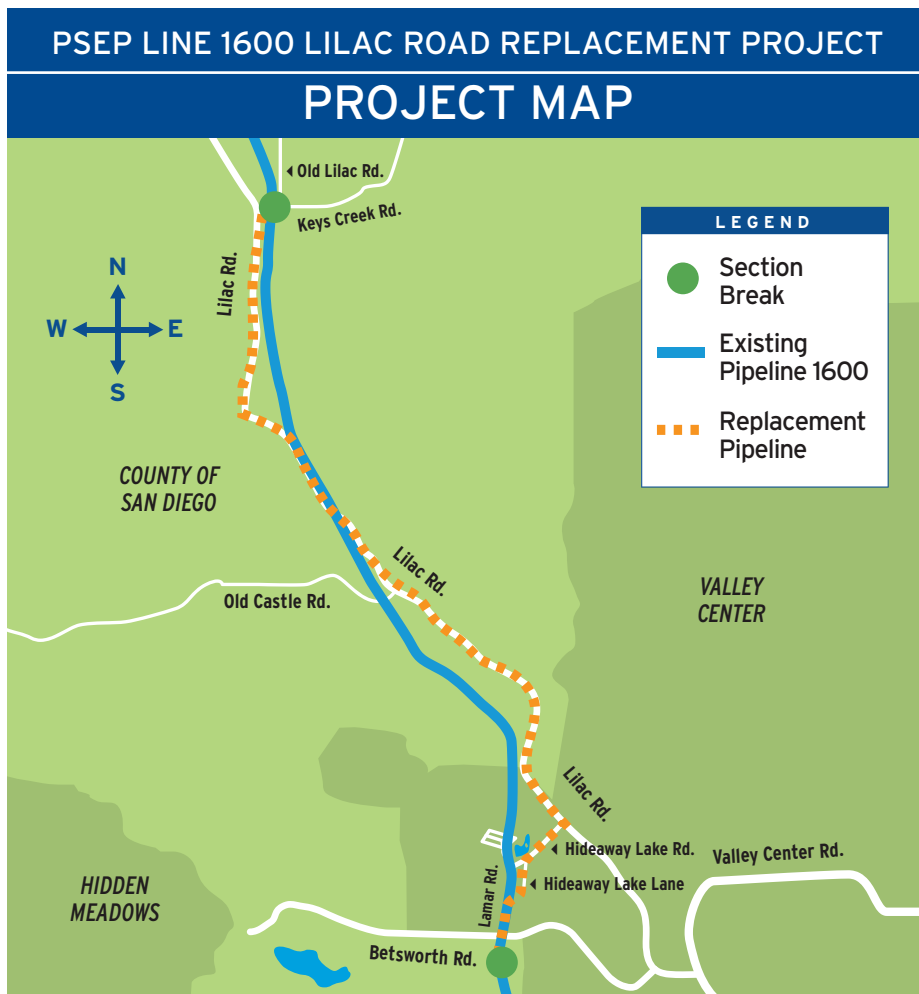 PSEP LINE 1600 LILAC ROAD REPLACEMENT PROJECT
PROJECT MAP
Old Lilac Rd.
Keys Creek Rd.
LEGEND
Section
Break
Existing
Pipeline 1600
Replacement
Pipeline
Lilac Rd.
N
W
E
S
COUNTY OF
SAN DIEGO
Lilac Rd.
Old Castle Rd.
VALLEY
CENTER
Lilac Rd.
Hideaway Lake Rd.
Valley Center Rd.
Hideaway Lake Lane
Lamar Rd.
HIDDEN
MEADOWS
Betsworth Rd.